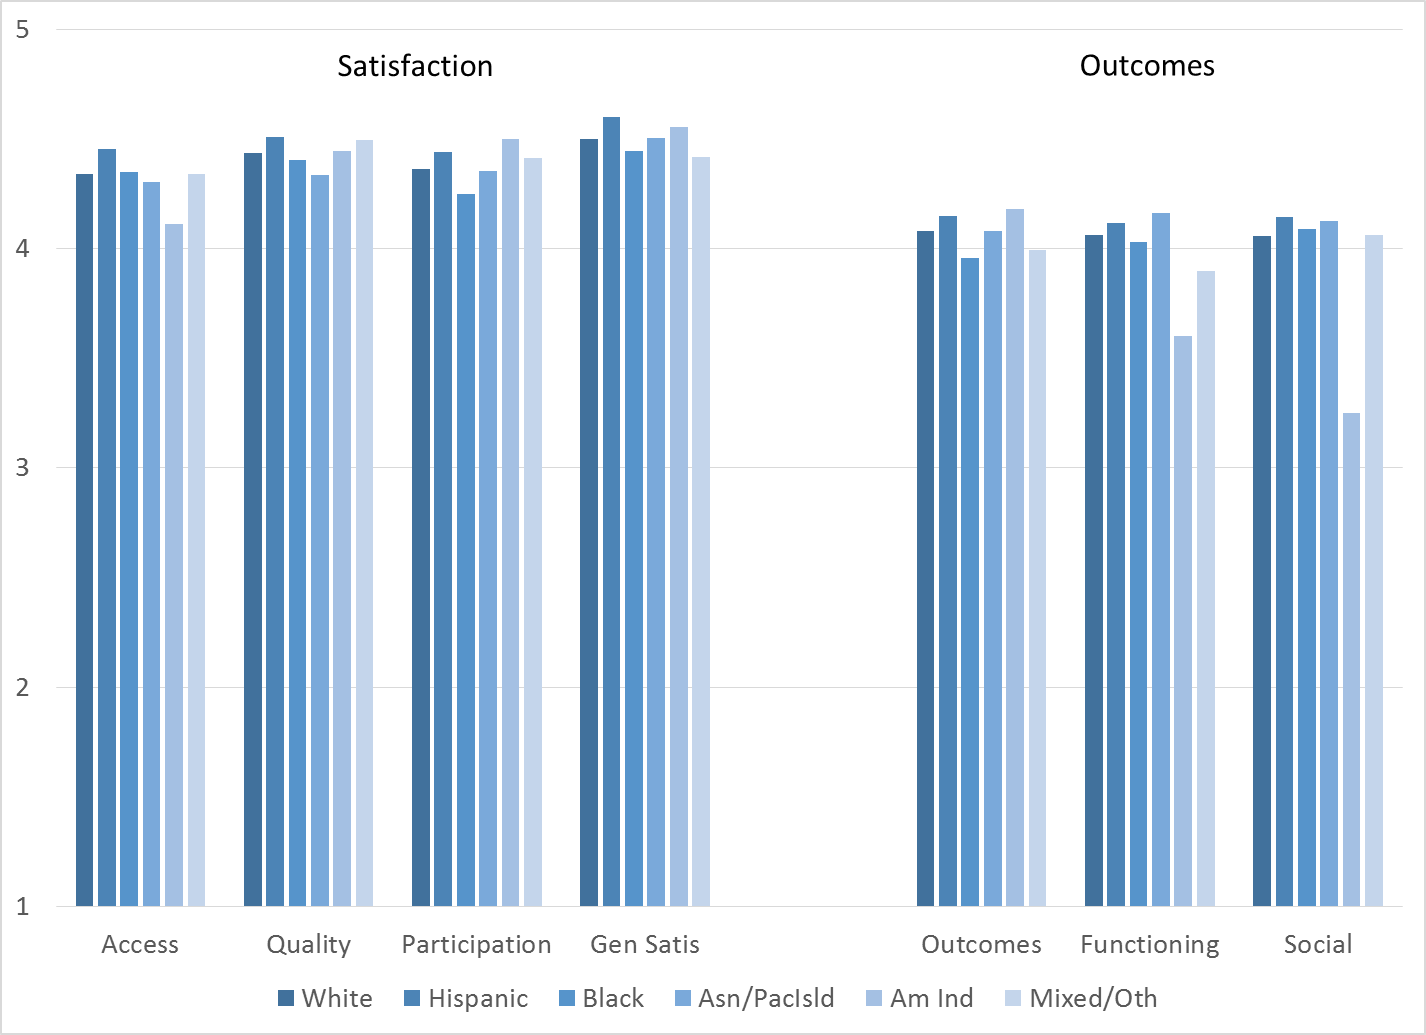 5
Satisfaction Outcomes
4
3
2
1
Access Quality Participation Gen Satis Outcomes Functioning Social
White Hispanic Black Asn/PacIsld Am Ind Mixed/Oth